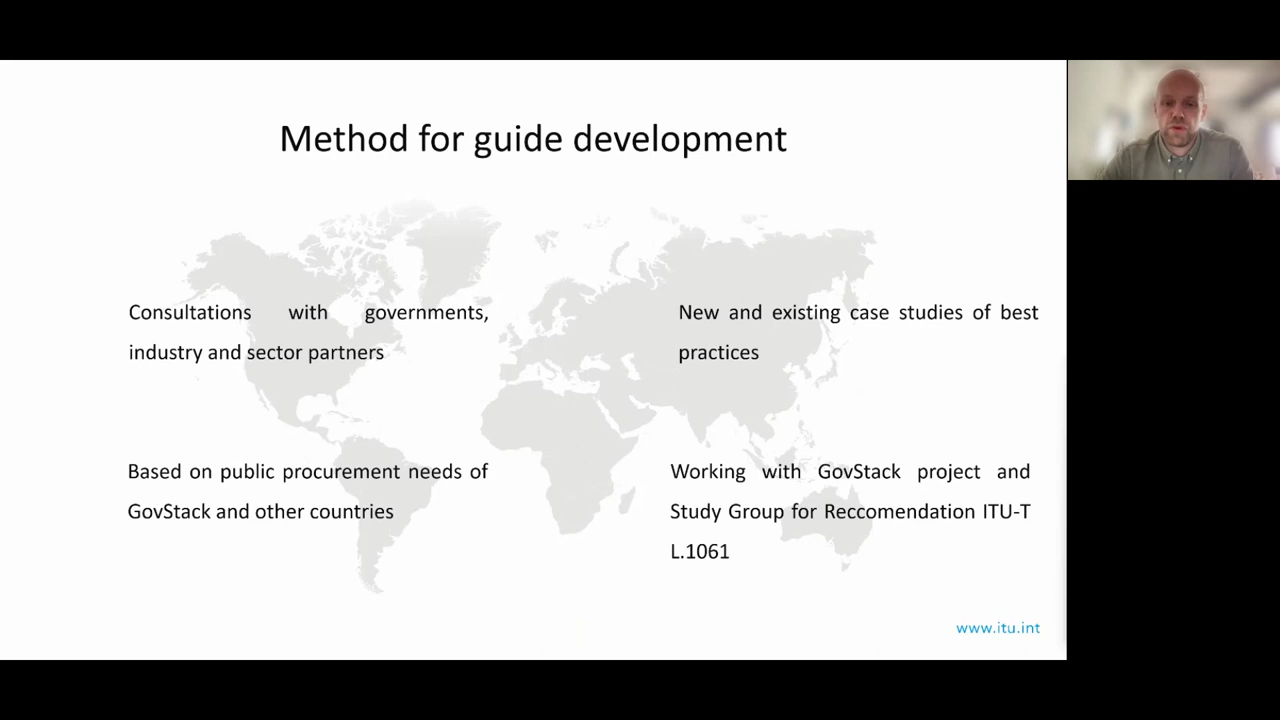 Method for guide development
Consultations with governments,
industry and sector partners
New and existing case studies of best
practices
Based on public procurement needs of
GovStack and other countries
Working with GovStack project and
Study Group for Reccomendation ITU-T
L.1061
www.itu.int